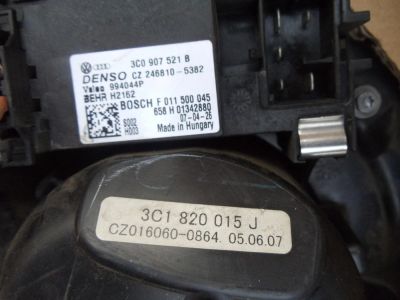 3C0 907 521 B
DENSO CZ 246810-5382
Valeo 994044P
BEHR H2162
BOSCH F 011 500 045
S002 658 H 01342880
H003 07-04-26
Made in Hungary
3C1 820 015 J
CZ016060-0864. 05.06.07